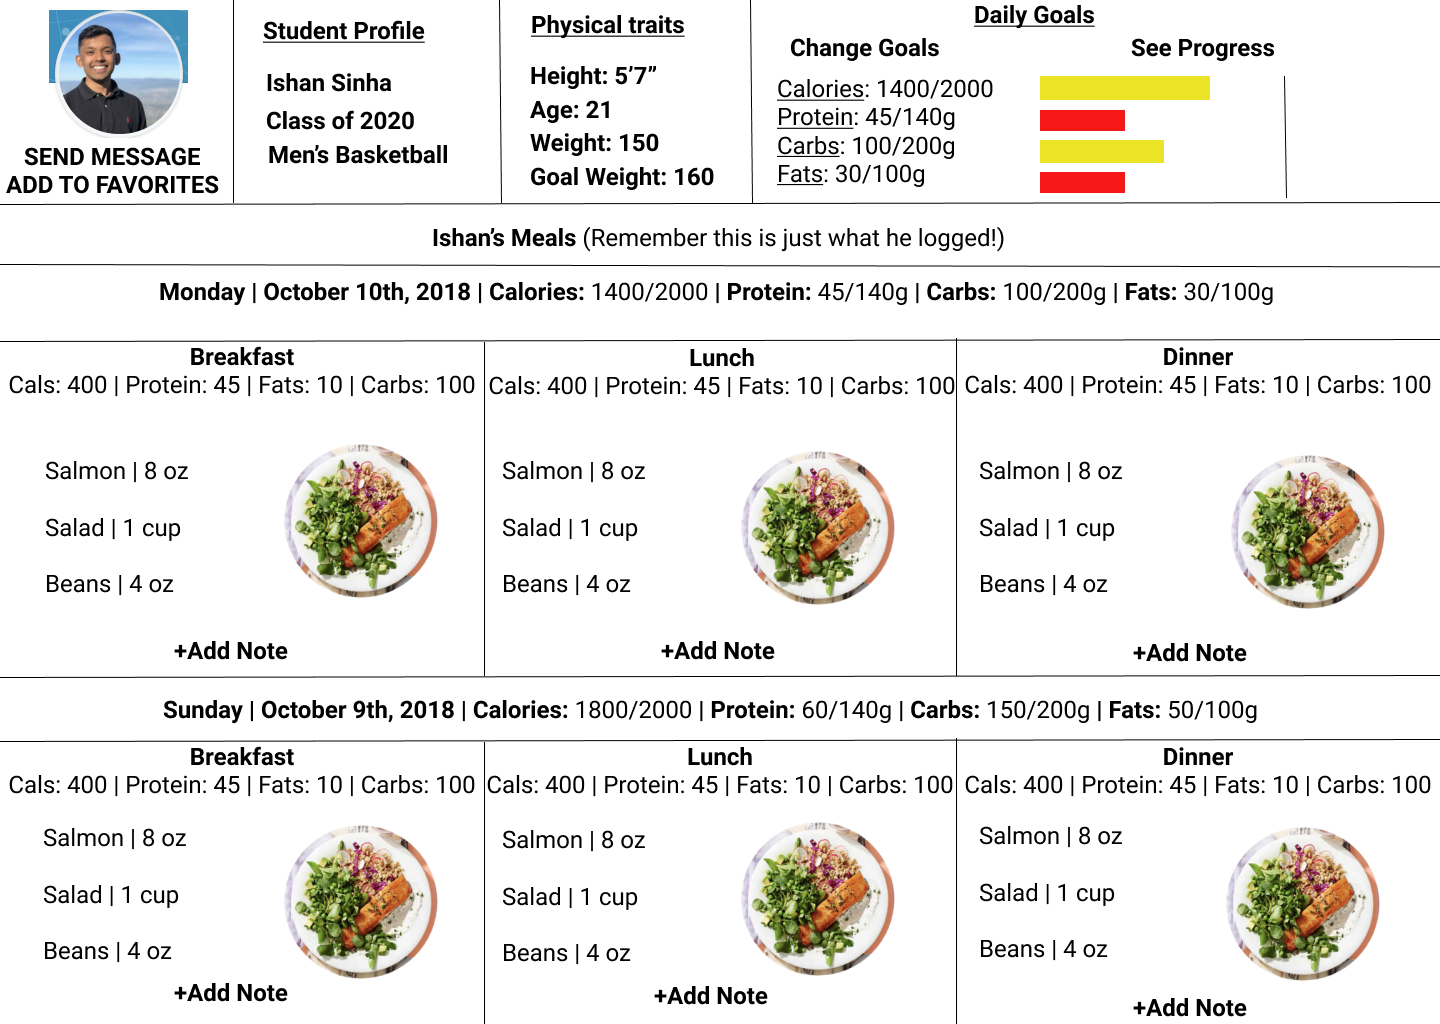 SEND MESSAGE
ADD TO FAVORITES
Student Profile
Ishan Sinha
Class of 2020
Men’s Basketball
Physical traits
Height: 5’7”
Age: 21
Weight: 150
Goal Weight: 160
Daily Goals
Change Goals
See Progress
Calories: 1400/2000
Protein: 45/140g
Carbs: 100/200g
Fats: 30/100g
Ishan’s Meals (Remember this is just what he logged!)
Monday | October 10th, 2018 | Calories: 1400/2000 | Protein: 45/140g | Carbs: 100/200g | Fats: 30/100g
Breakfast
Cals: 400 | Protein: 45 | Fats: 10 | Carbs: 100
Salmon | 8 oz
Salad | 1 cup
Beans | 4 oz
+Add Note
Lunch
Cals: 400 | Protein: 45 | Fats: 10 | Carbs: 100
Salmon | 8 oz
Salad | 1 cup
Beans | 4 oz
+Add Note
Dinner
Cals: 400 | Protein: 45 | Fats: 10 | Carbs: 100
Salmon | 8 oz
Salad | 1 cup
Beans | 4 oz
+Add Note
Sunday | October 9th, 2018 | Calories: 1800/2000 | Protein: 60/140g | Carbs: 150/200g | Fats: 50/100g
Breakfast
Cals: 400 | Protein: 45 | Fats: 10 | Carbs: 100
Salmon | 8 oz
Salad | 1 cup
Beans | 4 oz
+Add Note
Lunch
Cals: 400 | Protein: 45 | Fats: 10 | Carbs: 100
Salmon | 8 oz
Salad | 1 cup
Beans | 4 oz
+Add Note
Dinner
Cals: 400 | Protein: 45 | Fats: 10 | Carbs: 100
Salmon | 8 oz
Salad | 1 cup
Beans | 4 oz
+Add Note